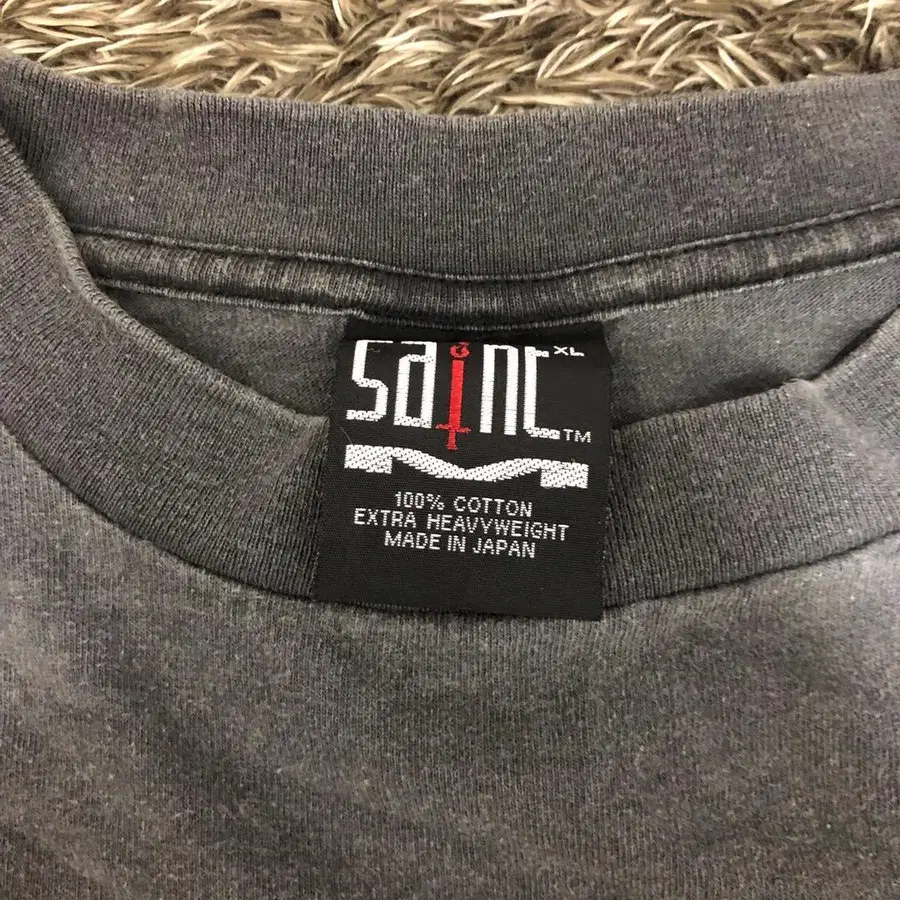 saint XL
TM
100% COTTON
EXTRA HEAVYWEIGHT
MADE IN JAPAN